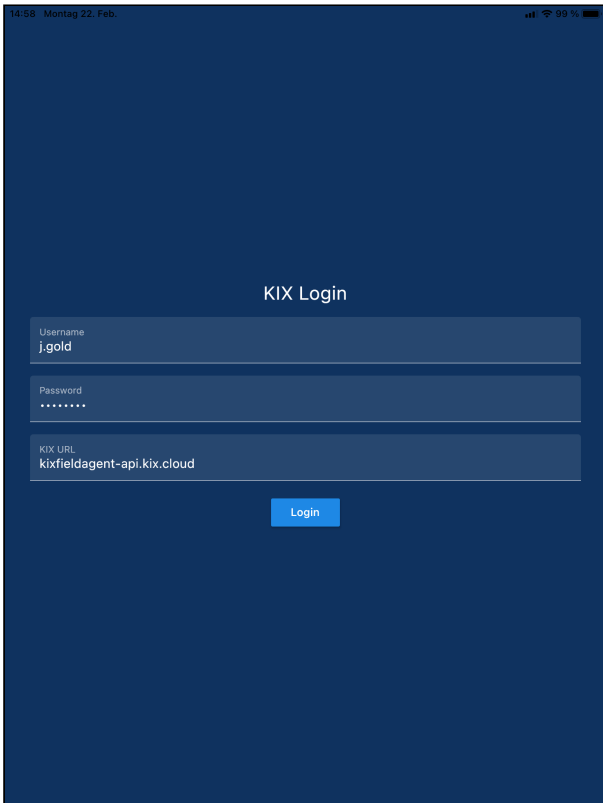 14:58 Montag 22. Feb.
99 %
KIX Login
Username
j.gold
Password
••••••••
KIX URL
kixfieldagent-api.kix.cloud
Login